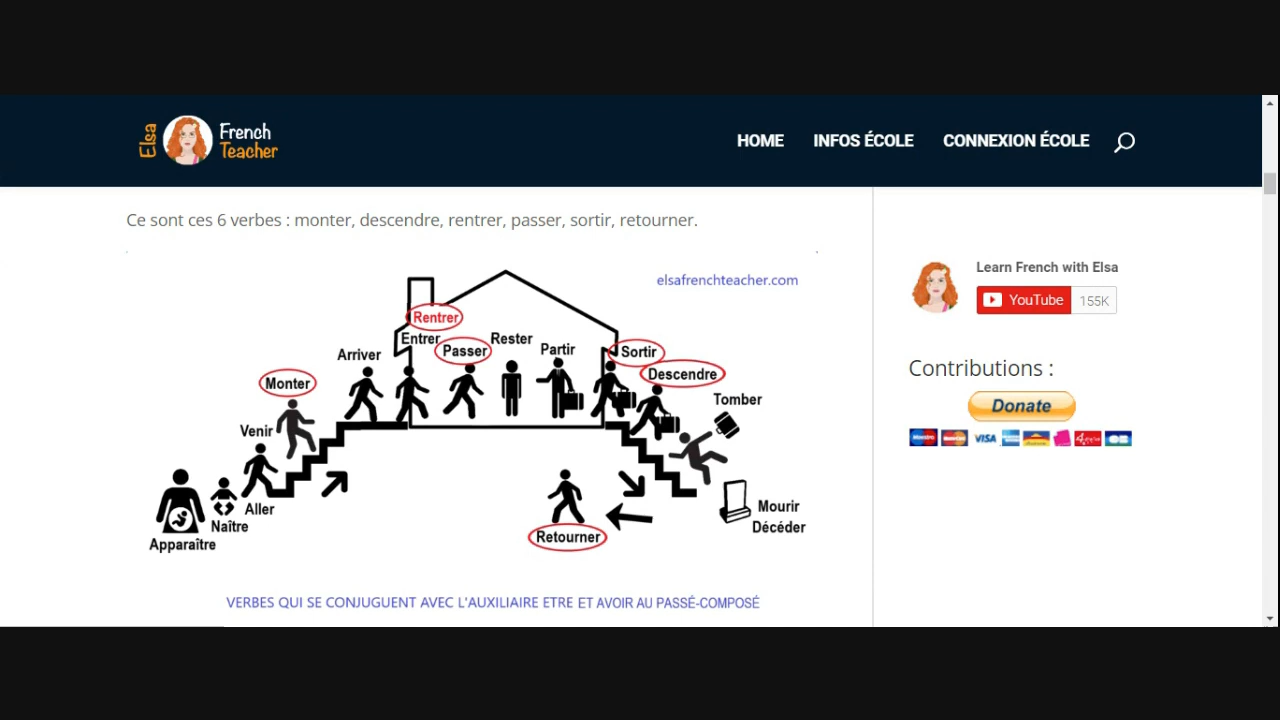 Elsa
French
Teacher
HOME
INFOS ÉCOLE
CONNEXION ÉCOLE
Ce sont ces 6 verbes : monter, descendre, rentrer, passer, sortir, retourner.
elsafrenchteacher.com
Rentrer
Entrer
Passer
Rester
Partir
Sortir
Arriver
Descendre
Monter
Tomber
Venir
Aller
Naître
Apparaître
Retourner
Mourir
Décéder
VERBES QUI SE CONJUGUENT AVEC L'AUXILIAIRE ETRE ET AVOIR AU PASSÉ-COMPOSÉ
Learn French with Elsa
YouTube 155K
Contributions :
Donate
Maestro
VISA